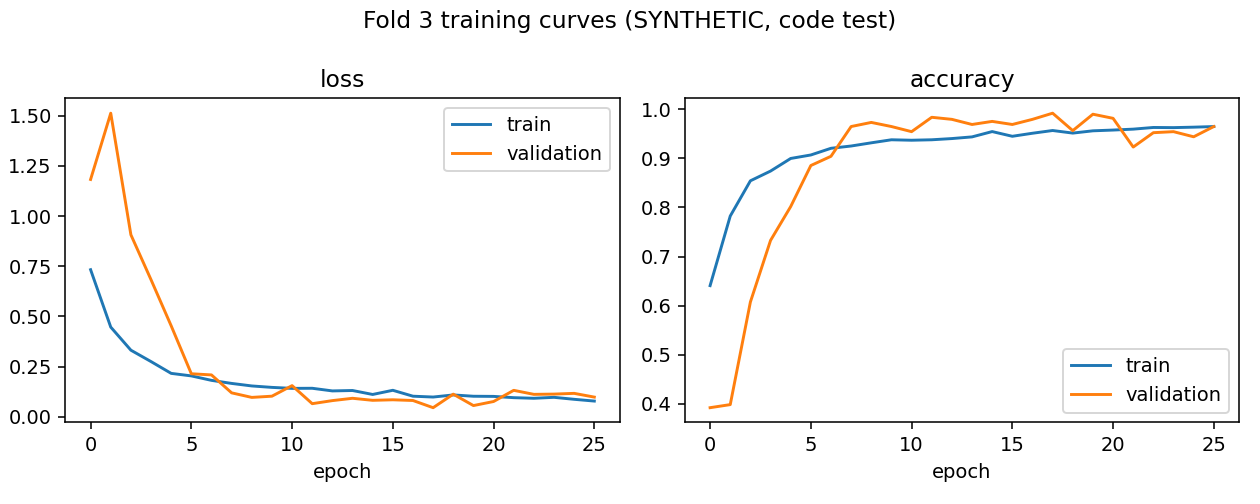 Fold 3 training curves (SYNTHETIC, code test)
loss
1.50
1.25
1.00
0.75
0.50
0.25
0.00
train
validation
0 5 10 15 20 25
epoch
accuracy
1.0
0.9
0.8
0.7
0.6
0.5
0.4
train
validation
0 5 10 15 20 25
epoch